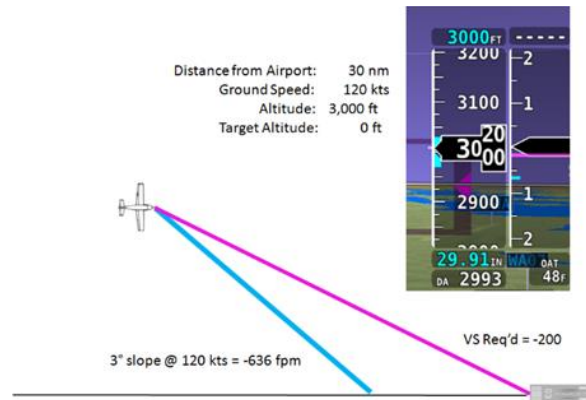 Distance from Airport: 30 nm
Ground Speed: 120 kts
Altitude: 3,000 ft
Target Altitude: 0 ft
3000FT -----
3200
3100
30 20 00
2900
2
1
1
2
29.91IN
OAT
DA 2993
48F
3° slope @ 120 kts = -636 fpm
VS Req'd = -200